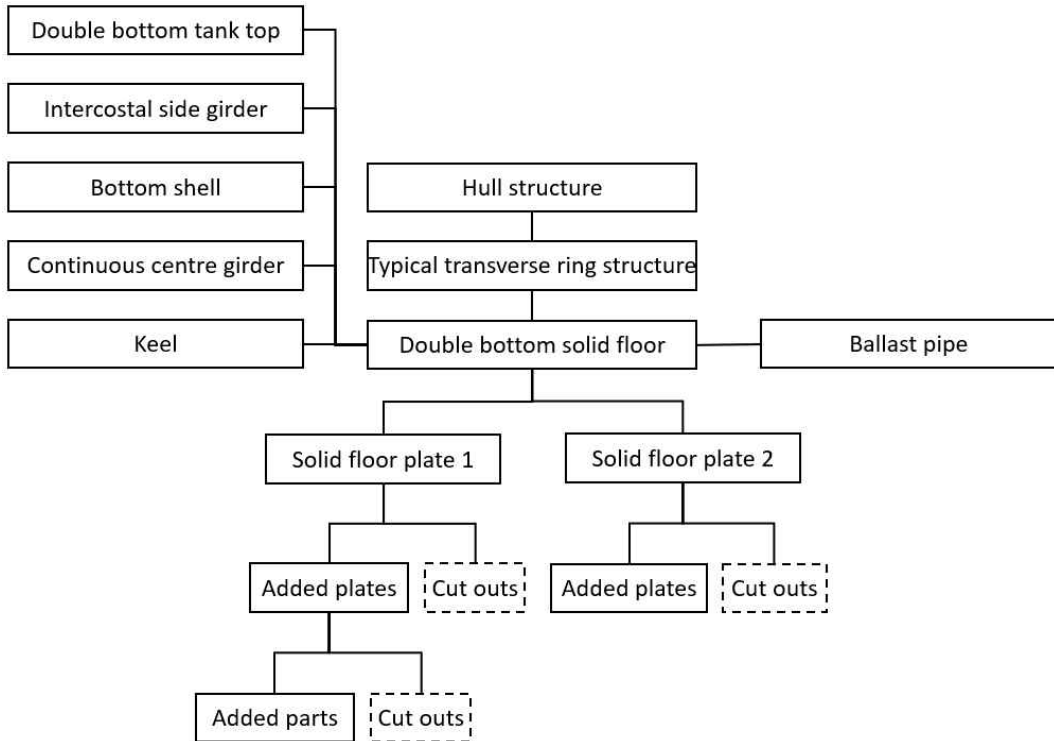 Double bottom tank top
Intercostal side girder
Bottom shell
Hull structure
Continuous centre girder
Typical transverse ring structure
Keel
Double bottom solid floor
Ballast pipe
Solid floor plate 1
Solid floor plate 2
Added plates
Cut outs
Added plates
Cut outs
Added parts
Cut outs